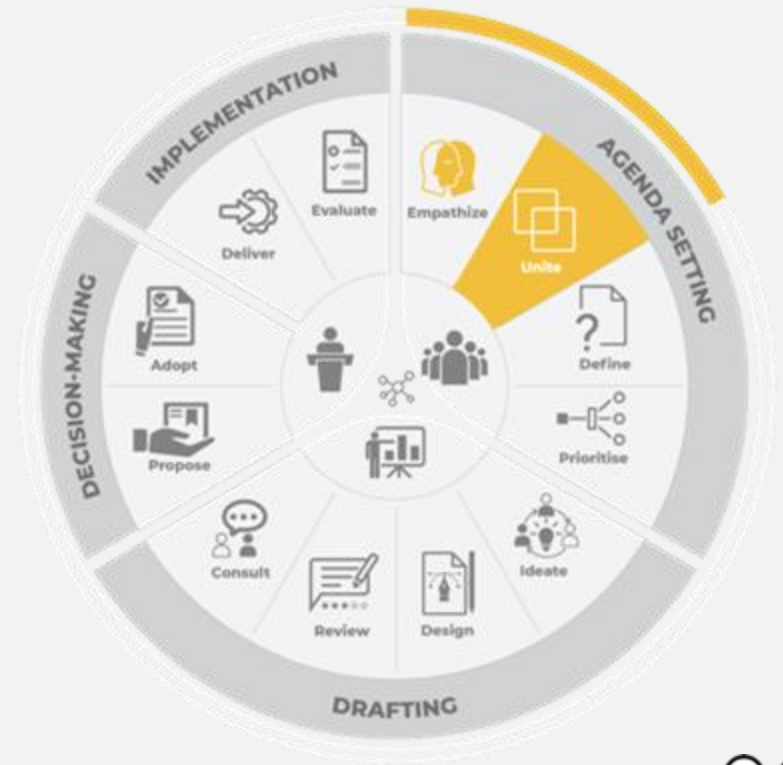 IMPLEMENTATION
AGENDA SETTING
DECISION-MAKING
DRAFTING
Empathize
Unite
Define
Prioritise
Ideate
Design
Review
Consult
Propose
Adopt
Deliver
Evaluate
?